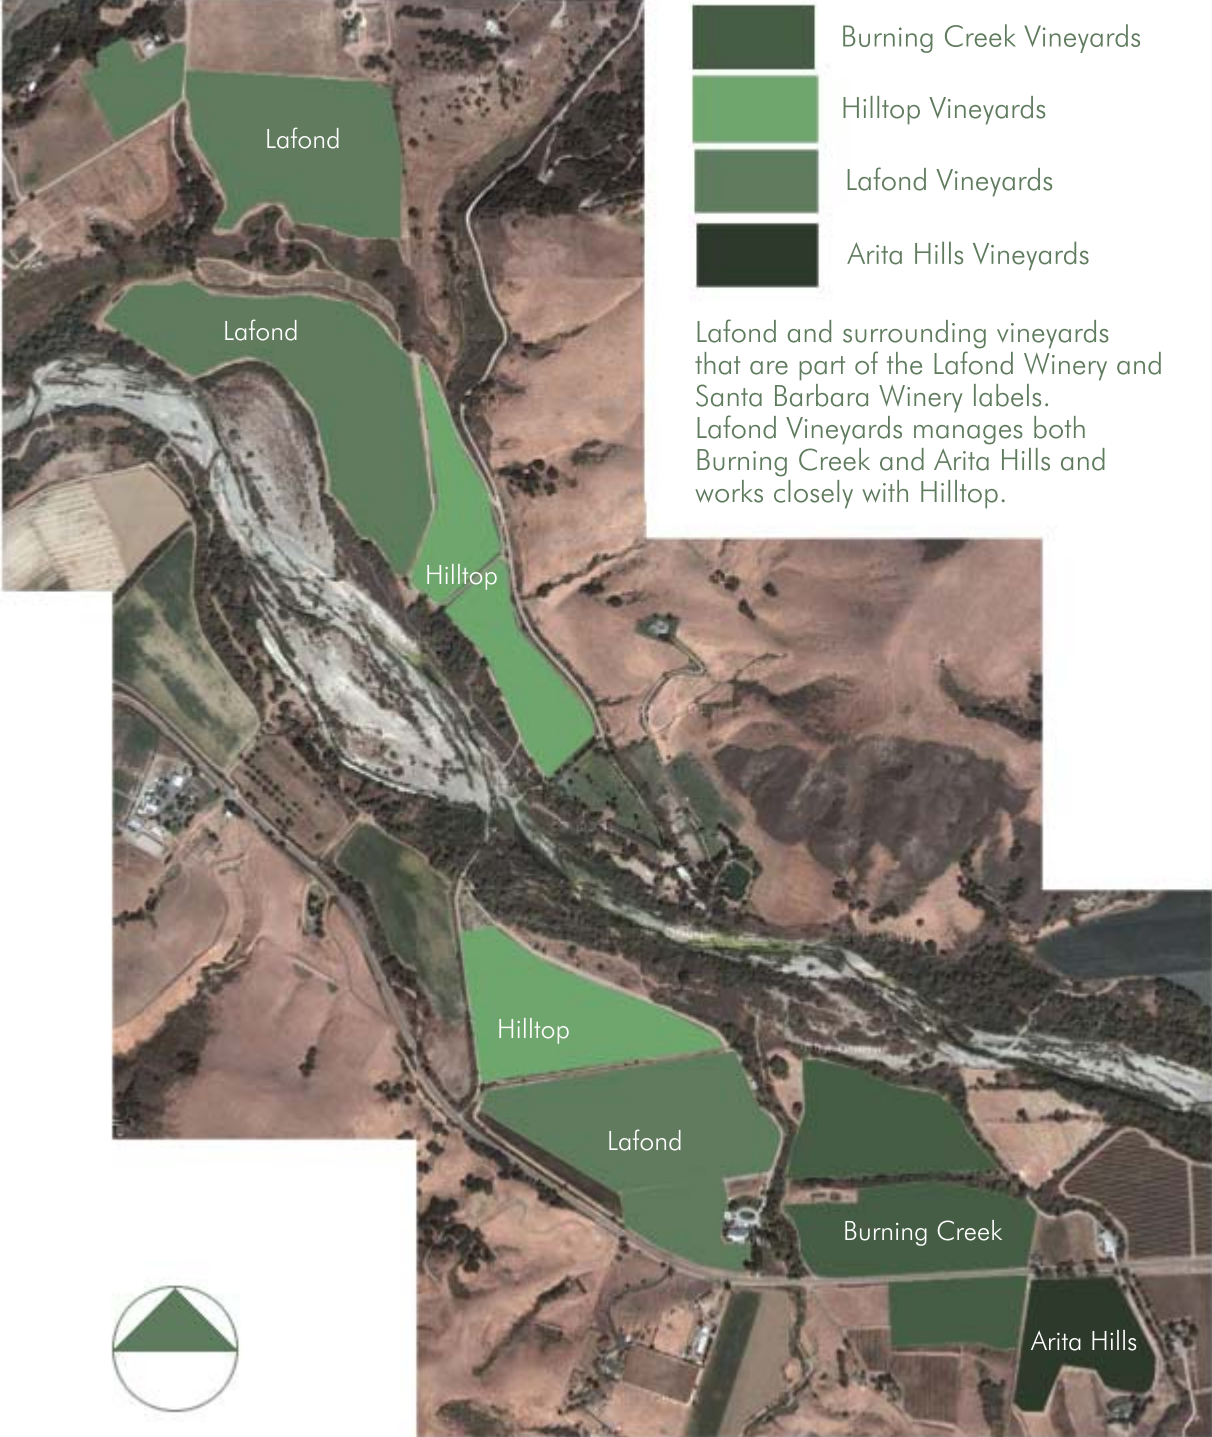 Burning Creek Vineyards
Hilltop Vineyards
Lafond Vineyards
Arita Hills Vineyards
Lafond and surrounding vineyards
that are part of the Lafond Winery and
Santa Barbara Winery labels.
Lafond Vineyards manages both
Burning Creek and Arita Hills and
works closely with Hilltop.
Lafond
Lafond
Hilltop
Hilltop
Lafond
Burning Creek
Arita Hills